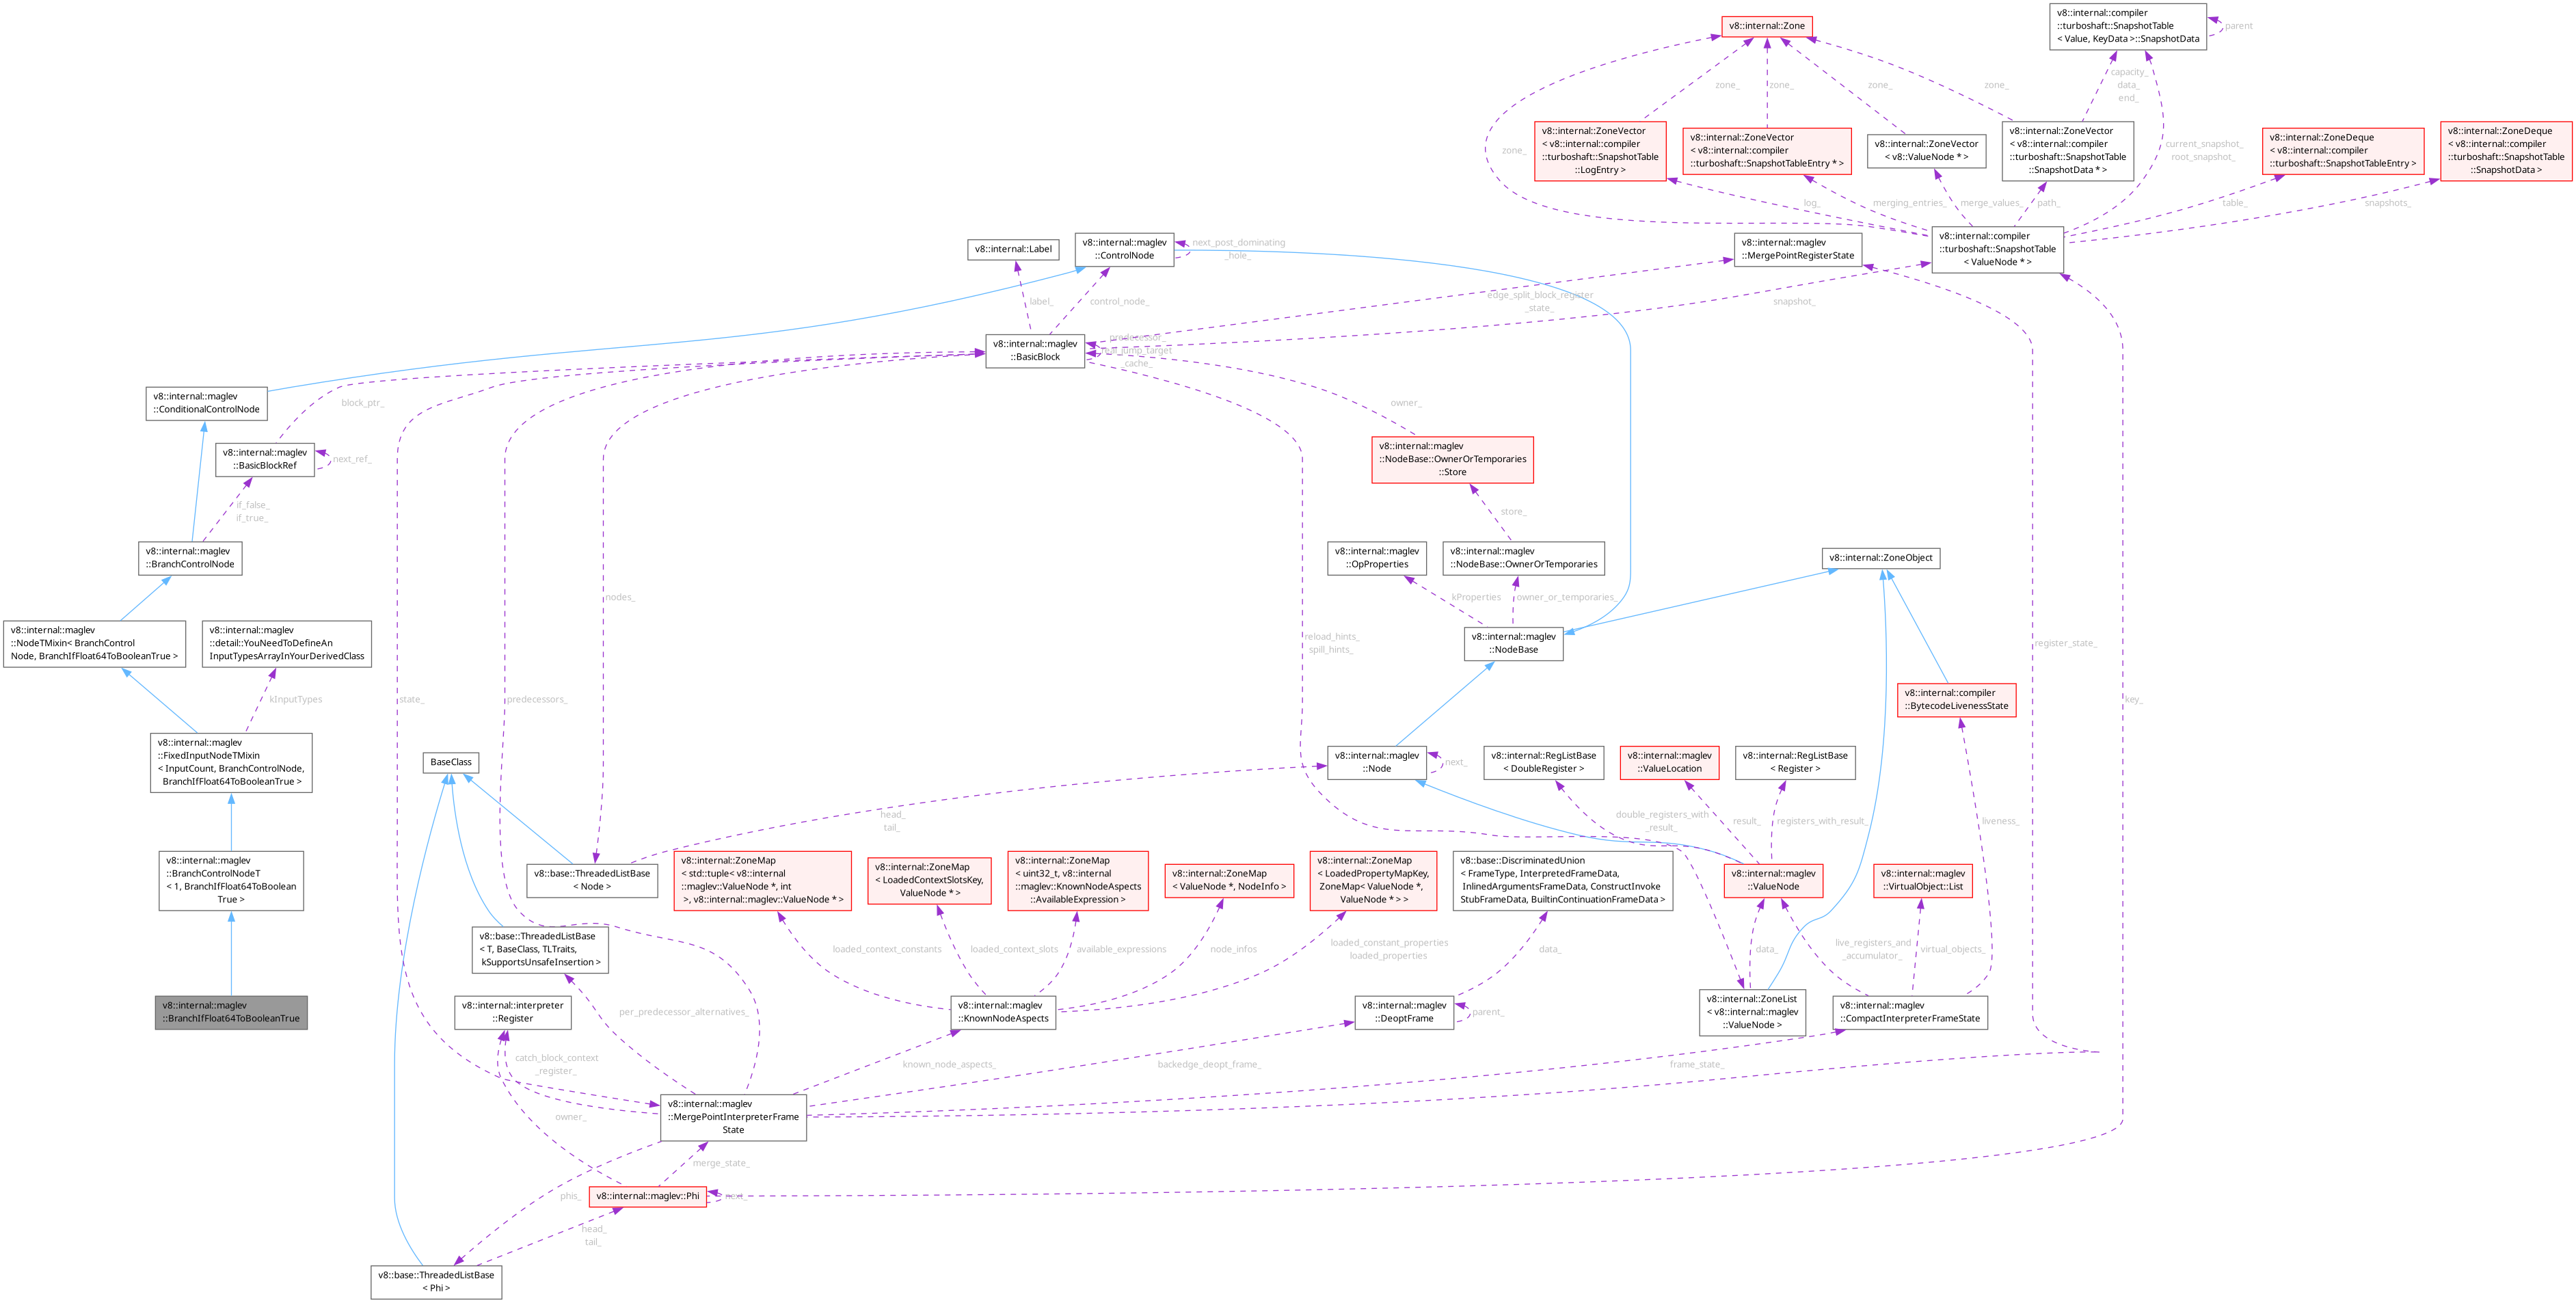 v8::internal::Zone
v8::internal::compiler
::turboshaft::SnapshotTable
< Value, KeyData >::SnapshotData
parent
zone_
zone_
zone_
zone_
capacity_
data_
end_
v8::internal::ZoneVector
< v8::internal::compiler
::turboshaft::SnapshotTable
::LogEntry >
v8::internal::ZoneVector
< v8::internal::compiler
::turboshaft::SnapshotTableEntry * >
v8::internal::ZoneVector
< v8::ValueNode * >
v8::internal::ZoneVector
< v8::internal::compiler
::turboshaft::SnapshotTable
::SnapshotData * >
v8::internal::ZoneDeque
< v8::internal::compiler
::turboshaft::SnapshotTableEntry >
v8::internal::ZoneDeque
< v8::internal::compiler
::turboshaft::SnapshotTable
::SnapshotData >
zone_
current_snapshot_
root_snapshot_
log_
merging_entries_
merge_values_
path_
table_
snapshots_
v8::internal::Label
v8::internal::maglev
::ControlNode
next_post_dominating
_hole_
v8::internal::maglev
::MergePointRegisterState
v8::internal::compiler
::turboshaft::SnapshotTable
< ValueNode * >
label_
control_node_
edge_split_block_register
_state_
snapshot_
v8::internal::maglev
::BasicBlock
predecessor_
real_jump_target
_cache_
v8::internal::maglev
::ConditionalControlNode
block_ptr_
owner_
v8::internal::maglev
::BasicBlockRef
next_ref_
v8::internal::maglev
::NodeBase::OwnerOrTemporaries
::Store
if_false_
if_true_
store_
v8::internal::maglev
::BranchControlNode
v8::internal::maglev
::OpProperties
v8::internal::maglev
::NodeBase::OwnerOrTemporaries
v8::internal::ZoneObject
nodes_
kProperties
owner_or_temporaries_
v8::internal::maglev
::NodeTMixin< BranchControl
Node, BranchIfFloat64ToBooleanTrue >
v8::internal::maglev
::detail::YouNeedToDefineAn
InputTypesArrayInYourDerivedClass
reload_hints_
spill_hints_
v8::internal::maglev
::NodeBase
register_state_
kInputTypes
state_
predecessors_
v8::internal::compiler
::BytecodeLivenessState
key_
v8::internal::maglev
::FixedInputNodeTMixin
< InputCount, BranchControlNode,
BranchIfFloat64ToBooleanTrue >
BaseClass
v8::internal::maglev
::Node
next_
v8::internal::RegListBase
< DoubleRegister >
v8::internal::maglev
::ValueLocation
v8::internal::RegListBase
< Register >
head_
tail_
double_registers_with
_result_
result_
registers_with_result_
liveness_
v8::internal::maglev
::BranchControlNodeT
< 1, BranchIfFloat64ToBoolean
True >
v8::base::ThreadedListBase
< Node >
v8::internal::ZoneMap
< std::tuple< v8::internal
::maglev::ValueNode *, int
>, v8::internal::maglev::ValueNode * >
v8::internal::ZoneMap
< LoadedContextSlotsKey,
ValueNode * >
v8::internal::ZoneMap
< uint32_t, v8::internal
::maglev::KnownNodeAspects
::AvailableExpression >
v8::internal::ZoneMap
< ValueNode *, NodeInfo >
v8::internal::ZoneMap
< LoadedPropertyMapKey,
ZoneMap< ValueNode *,
ValueNode * > >
v8::base::DiscriminatedUnion
< FrameType, InterpretedFrameData,
InlinedArgumentsFrameData, ConstructInvoke
StubFrameData, BuiltinContinuationFrameData >
v8::internal::maglev
::ValueNode
v8::internal::maglev
::VirtualObject::List
v8::base::ThreadedListBase
< T, BaseClass, TLTraits,
kSupportsUnsafeInsertion >
loaded_context_constants
loaded_context_slots
available_expressions
node_infos
loaded_constant_properties
loaded_properties
data_
data_
live_registers_and
_accumulator_
virtual_objects_
v8::internal::maglev
::BranchIfFloat64ToBooleanTrue
v8::internal::interpreter
::Register
per_predecessor_alternatives_
v8::internal::maglev
::KnownNodeAspects
v8::internal::maglev
::DeoptFrame
parent_
v8::internal::ZoneList
< v8::internal::maglev
::ValueNode >
v8::internal::maglev
::CompactInterpreterFrameState
catch_block_context
_register_
known_node_aspects_
backedge_deopt_frame_
frame_state_
owner_
v8::internal::maglev
::MergePointInterpreterFrame
State
merge_state_
phis_
v8::internal::maglev::Phi
next_
head_
tail_
v8::base::ThreadedListBase
< Phi >